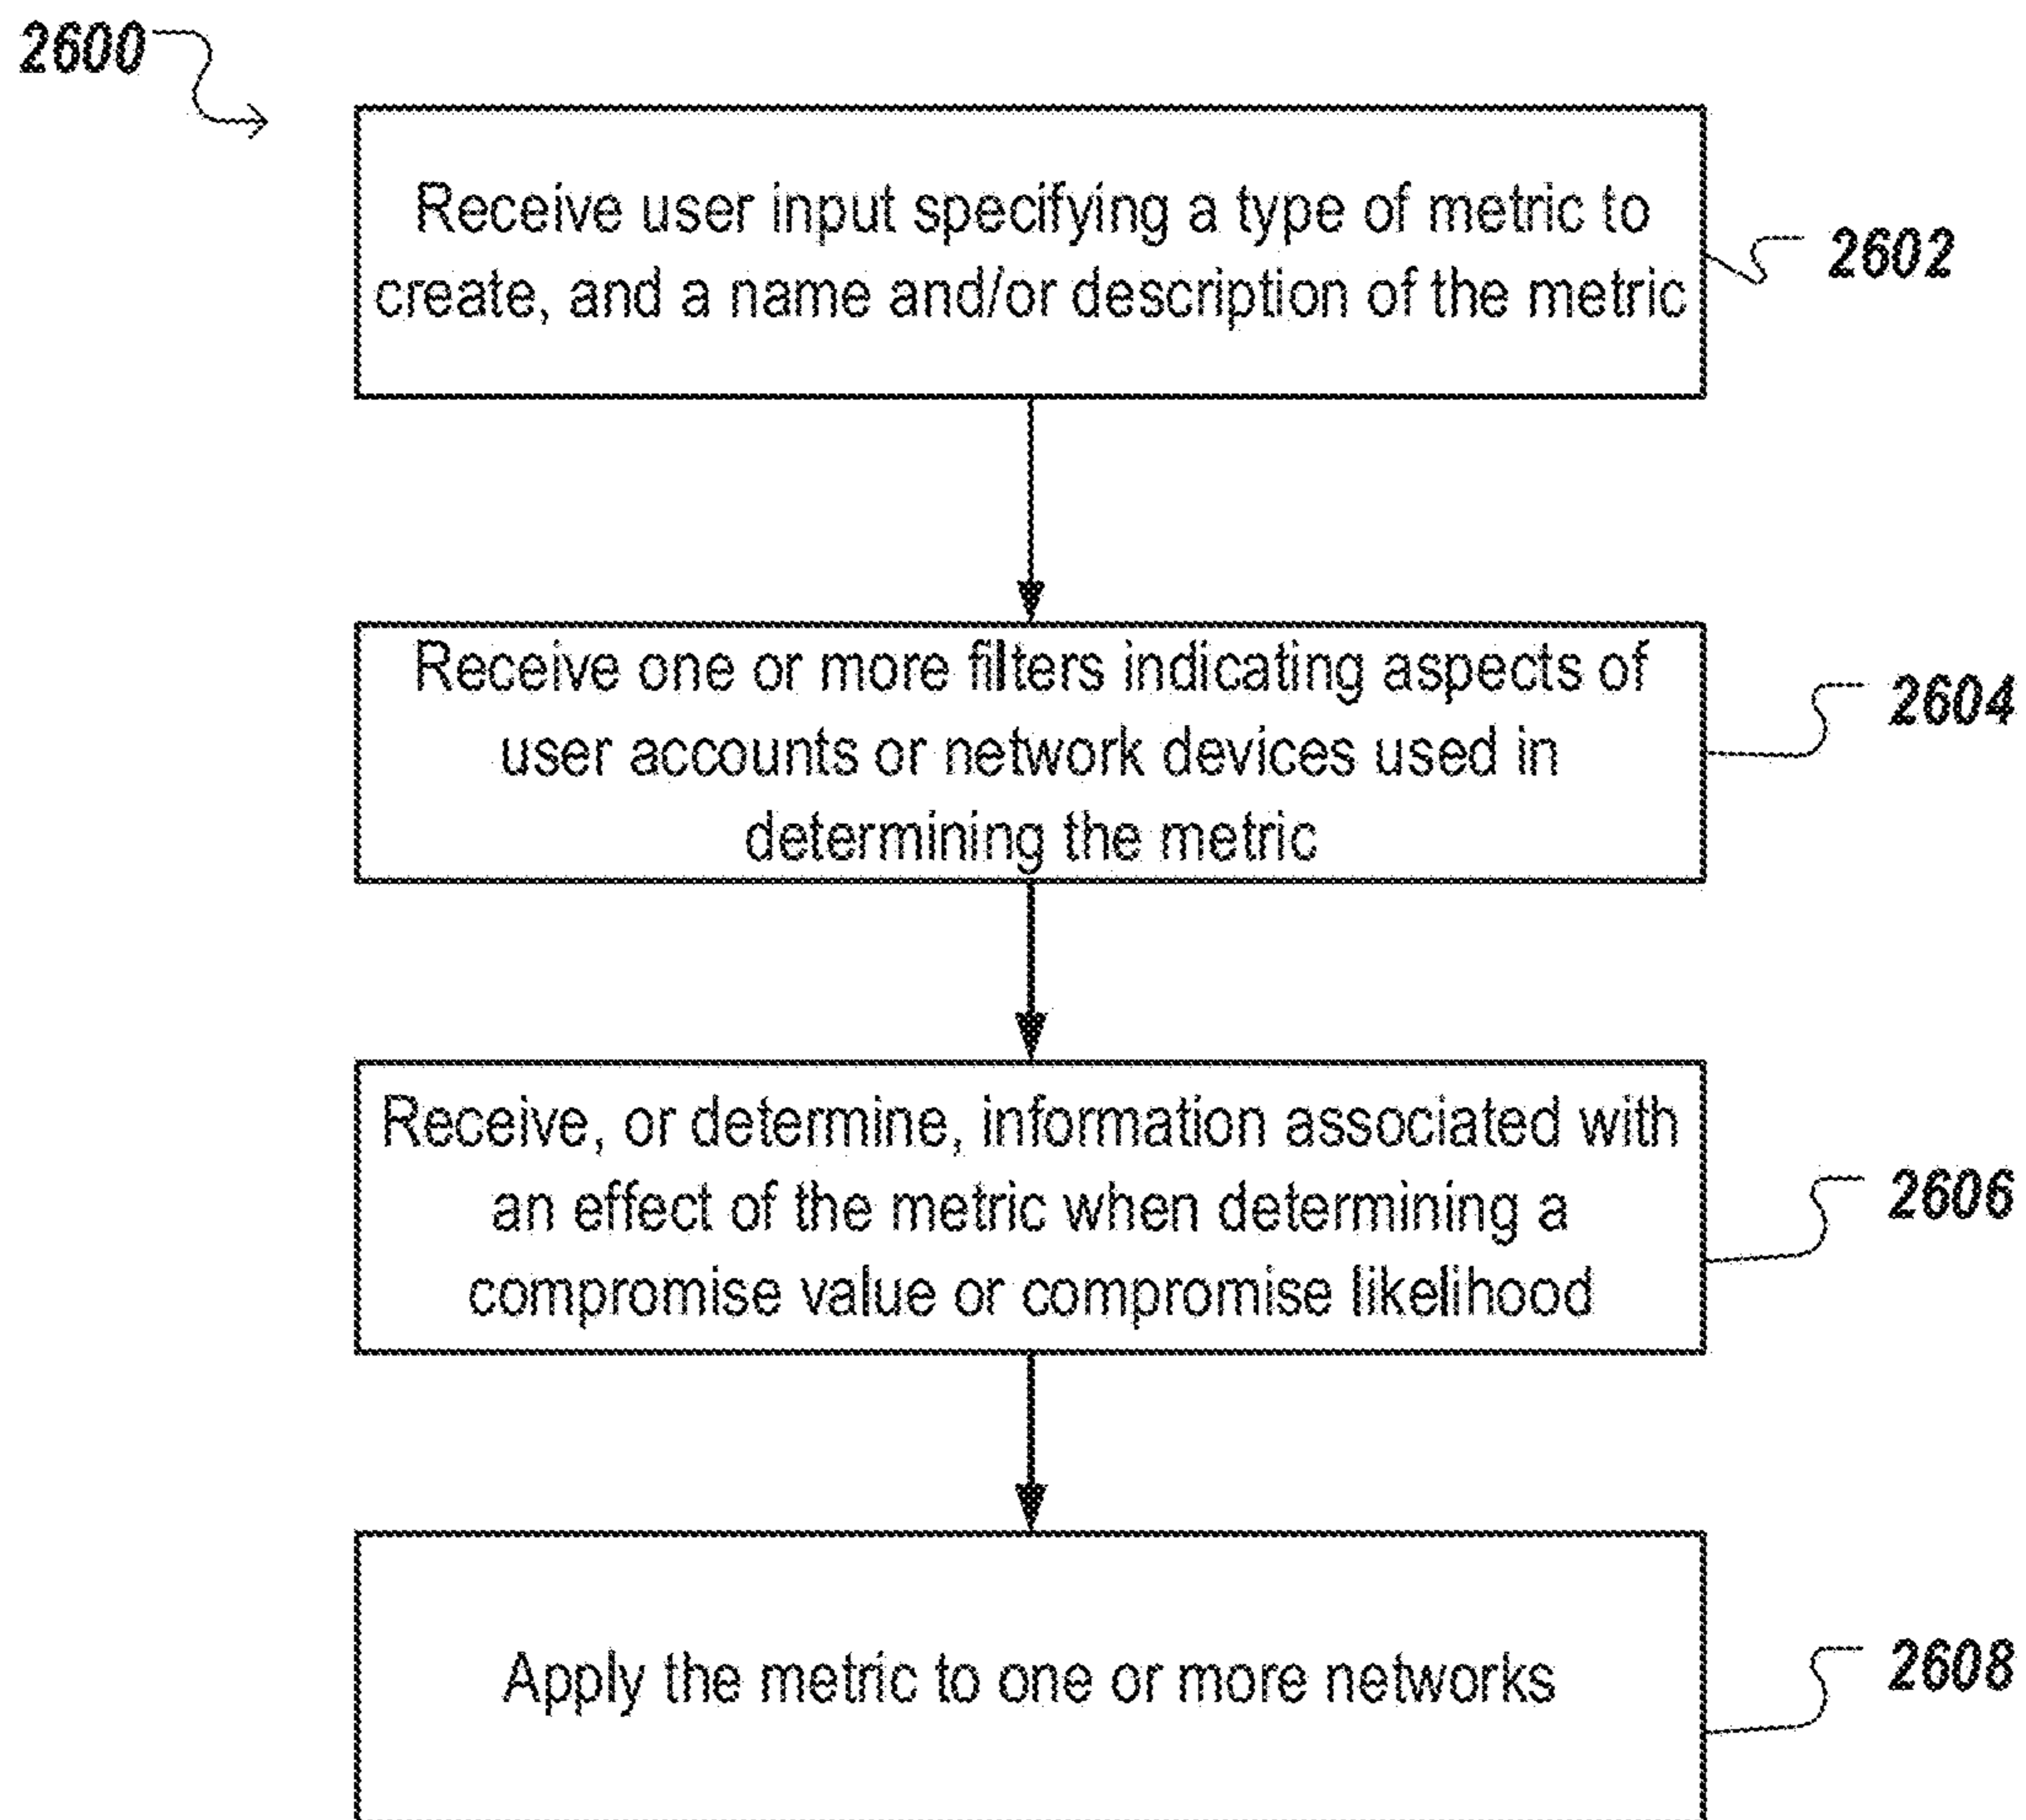 2600
Receive user input specifying a type of metric to
create, and a name and/or description of the metric
2602
Receive one or more filters indicating aspects of
user accounts or network devices used in
determining the metric
2604
Receive, or determine, information associated with
an effect of the metric when determining a
compromise value or compromise likelihood
2606
Apply the metric to one or more networks
2608